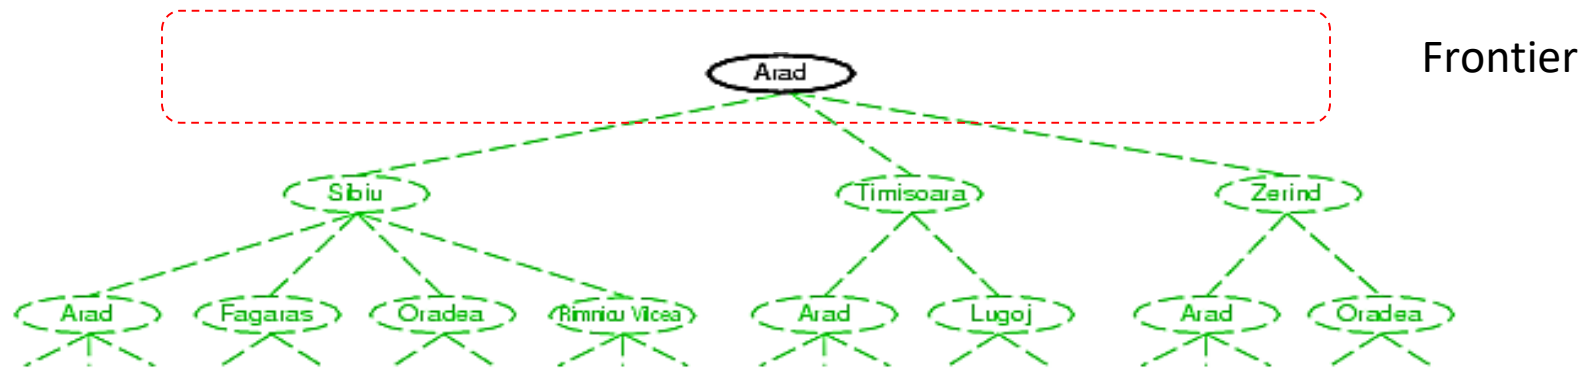 Frontier
Arad
Sibiu
Timisoara
Zerind
Arad
Fagaras
Oradea
Rimnicu Vilcea
Arad
Lugoj
Arad
Oradea